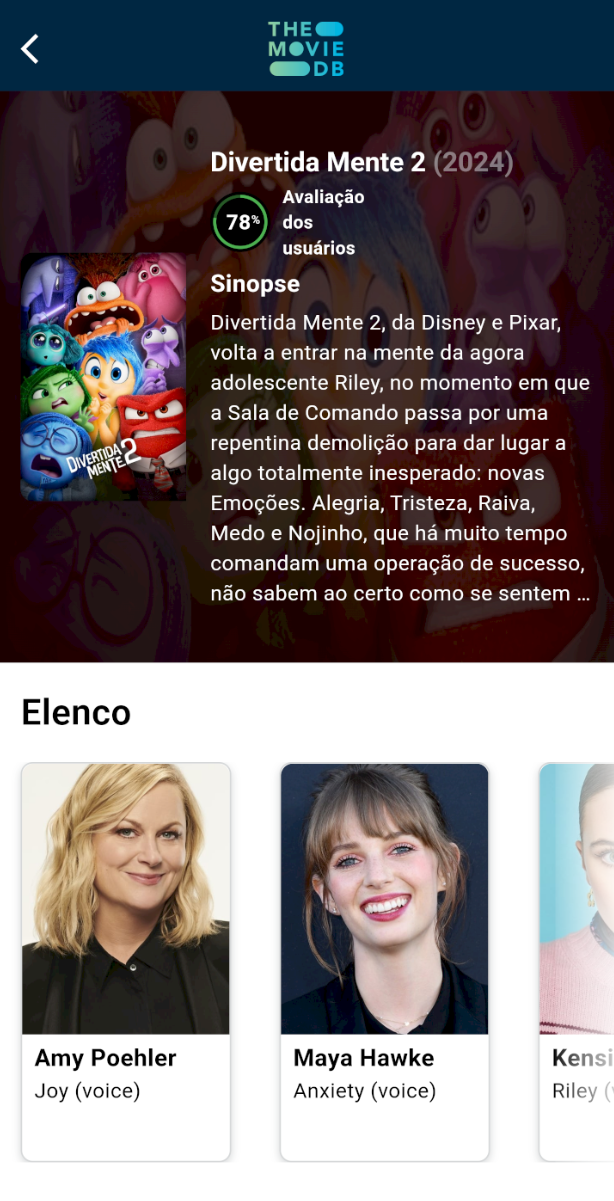 THE
MOVIE
DB
Divertida Mente 2 (2024)
78%
Avaliação
dos
usuários
Sinopse
Divertida Mente 2, da Disney e Pixar,
volta a entrar na mente da agora
adolescente Riley, no momento em que
a Sala de Comando passa por uma
repentina demolição para dar lugar a
algo totalmente inesperado: novas
Emoções. Alegria, Tristeza, Raiva,
Medo e Nojinho, que há muito tempo
comandam uma operação de sucesso,
não sabem ao certo como se sentem ...
DIVERTIDA
MENTE 2
Elenco
Amy Poehler
Joy (voice)
Maya Hawke
Anxiety (voice)
Kensi
Riley (